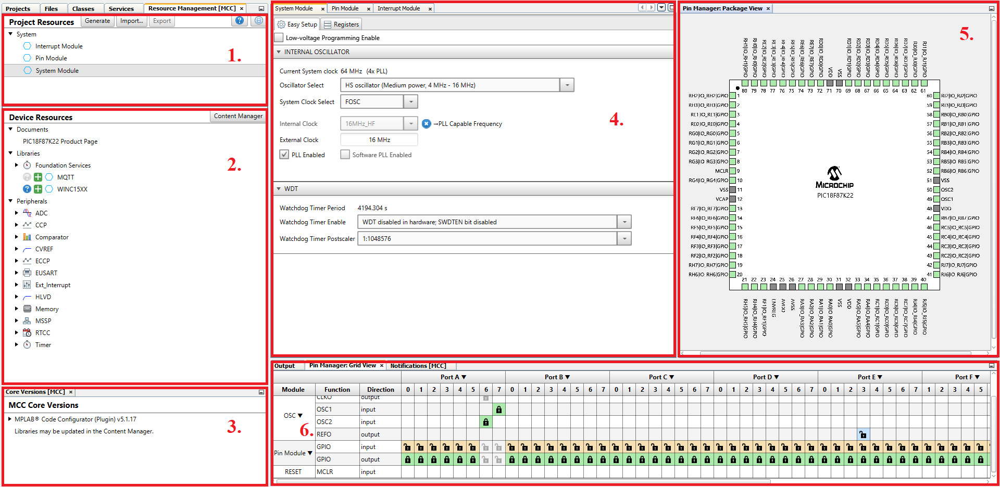 Projects Files Classes Services Resource Management [MCC] ×
Project Resources Generate Import... Export
System
Interrupt Module
Pin Module
System Module
1.
Device Resources Content Manager
Documents
PIC18F87K22 Product Page
Libraries
Foundation Services
MQTT
WINC15XX
2.
Peripherals
ADC
CCP
Comparator
CVREF
ECCP
EUSART
Ext_Interrupt
HLVD
Memory
MSSP
RTCC
Timer
Core Versions [MCC] ×
MCC Core Versions
MPLAB® Code Configurator (Plugin) v5.1.17
Libraries may be updated in the Content Manager.
3.
System Module × Pin Module × Interrupt Module ×
Easy Setup Registers
Low-voltage Programming Enable
INTERNAL OSCILLATOR
Current System clock 64 MHz (4x PLL)
Oscillator Select HS oscillator (Medium power, 4 MHz - 16 MHz)
System Clock Select FOSC
Internal Clock 16MHz_HF →PLL Capable Frequency
External Clock 16 MHz
PLL Enabled Software PLL Enabled
4.
WDT
Watchdog Timer Period 4194.304 s
Watchdog Timer Enable WDT disabled in hardware; SWDTEN bit disabled
Watchdog Timer Postscaler 1:1048576
Pin Manager: Package View ×
5.
RH1|IO_RH1|GPIO
RH0|IO_RH0|GPIO
RE2|IO_RE2|GPIO
RE3|IO_RE3|GPIO
RE4|IO_RE4|GPIO
RE5|IO_RE5|GPIO
RE6|IO_RE6|GPIO
RE7|IO_RE7|GPIO
RD0|IO_RD0|GPIO
VDD
VSS
RD1|IO_RD1|GPIO
RD2|IO_RD2|GPIO
RD3|IO_RD3|GPIO
RD4|IO_RD4|GPIO
RD5|IO_RD5|GPIO
RD6|IO_RD6|GPIO
RD7|IO_RD7|GPIO
RJ0|IO_RJ0|GPIO
RJ1|IO_RJ1|GPIO
80 79 78 77 76 75 74 73 72 71 70 69 68 67 66 65 64 63 62 61
RH2|IO_RH2|GPIO 1
RH3|IO_RH3|GPIO 2
RE1|IO_RE1|GPIO 3
RE0|IO_RE0|GPIO 4
RG0|IO_RG0|GPIO 5
RG1|IO_RG1|GPIO 6
RG2|IO_RG2|GPIO 7
RG3|IO_RG3|GPIO 8
MCLR 9
RG4|IO_RG4|GPIO 10
VSS 11
VCAP 12
RF7|IO_RF7|GPIO 13
RF6|IO_RF6|GPIO 14
RF5|IO_RF5|GPIO 15
RF4|IO_RF4|GPIO 16
RF3|IO_RF3|GPIO 17
RF2|IO_RF2|GPIO 18
RH7|IO_RH7|GPIO 19
RH6|IO_RH6|GPIO 20
MICROCHIP
PIC18F87K22
60 RJ2|IO_RJ2|GPIO
59 RJ3|IO_RJ3|GPIO
58 RB0|IO_RB0|GPIO
57 RB1|IO_RB1|GPIO
56 RB2|IO_RB2|GPIO
55 RB3|IO_RB3|GPIO
54 RB4|IO_RB4|GPIO
53 RB5|IO_RB5|GPIO
52 RB6|IO_RB6|GPIO
51 VSS
50 OSC2
49 OSC1
48 VDD
47 RB7|IO_RB7|GPIO
46 RC5|IO_RC5|GPIO
45 RC4|IO_RC4|GPIO
44 RC3|IO_RC3|GPIO
43 RC2|IO_RC2|GPIO
42 RJ7|IO_RJ7|GPIO
41 RJ6|IO_RJ6|GPIO
21 22 23 24 25 26 27 28 29 30 31 32 33 34 35 36 37 38 39 40
RH5|IO_RH5|GPIO
RH4|IO_RH4|GPIO
RF1|IO_RF1|GPIO
ENVREG
AVDD
AVSS
RA3|IO_RA3|GPIO
RA2|IO_RA2|GPIO
RA1|IO_RA1|GPIO
RA0|IO_RA0|GPIO
VSS
VDD
RA5|IO_RA5|GPIO
RA4|IO_RA4|GPIO
RC1|IO_RC1|GPIO
RC0|IO_RC0|GPIO
RC6|IO_RC6|GPIO
RC7|IO_RC7|GPIO
RJ4|IO_RJ4|GPIO
RJ5|IO_RJ5|GPIO
Output Pin Manager: Grid View × Notifications [MCC]
Port A ▼ Port B ▼ Port C ▼ Port D ▼ Port E ▼ Port F ▼
Module Function Direction 0 1 2 3 4 5 6 7 0 1 2 3 4 5 6 7 0 1 2 3 4 5 6 7 0 1 2 3 4 5 6 7 0 1 2 3 4 5 6 7 1 2 3 4 5
OSC ▼ CLKO output
OSC1 input
OSC2 input
REFO output
6.
Pin Module ▼ GPIO input
GPIO output
RESET MCLR input